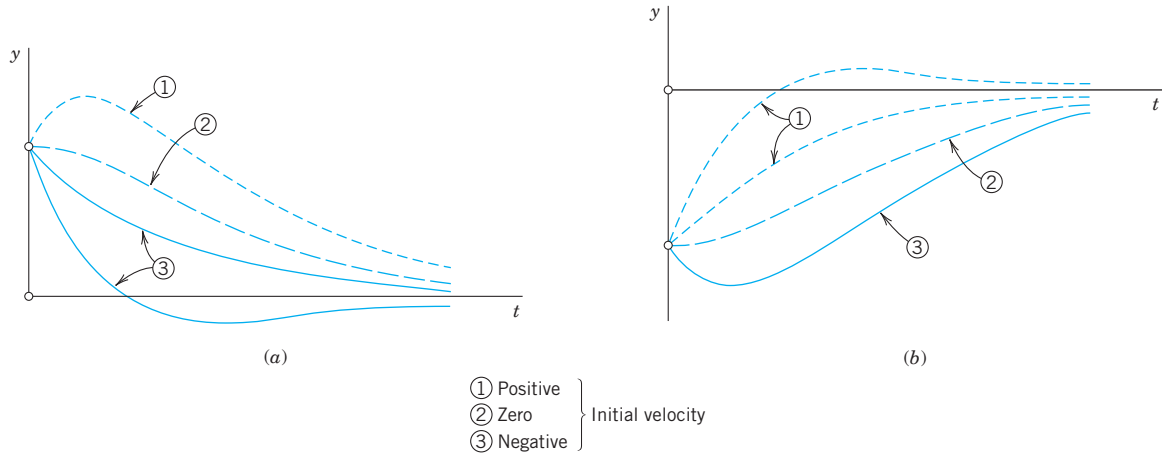 y
①
②
③
t
(a)
y
①
②
③
t
(b)
① Positive
② Zero
③ Negative
Initial velocity